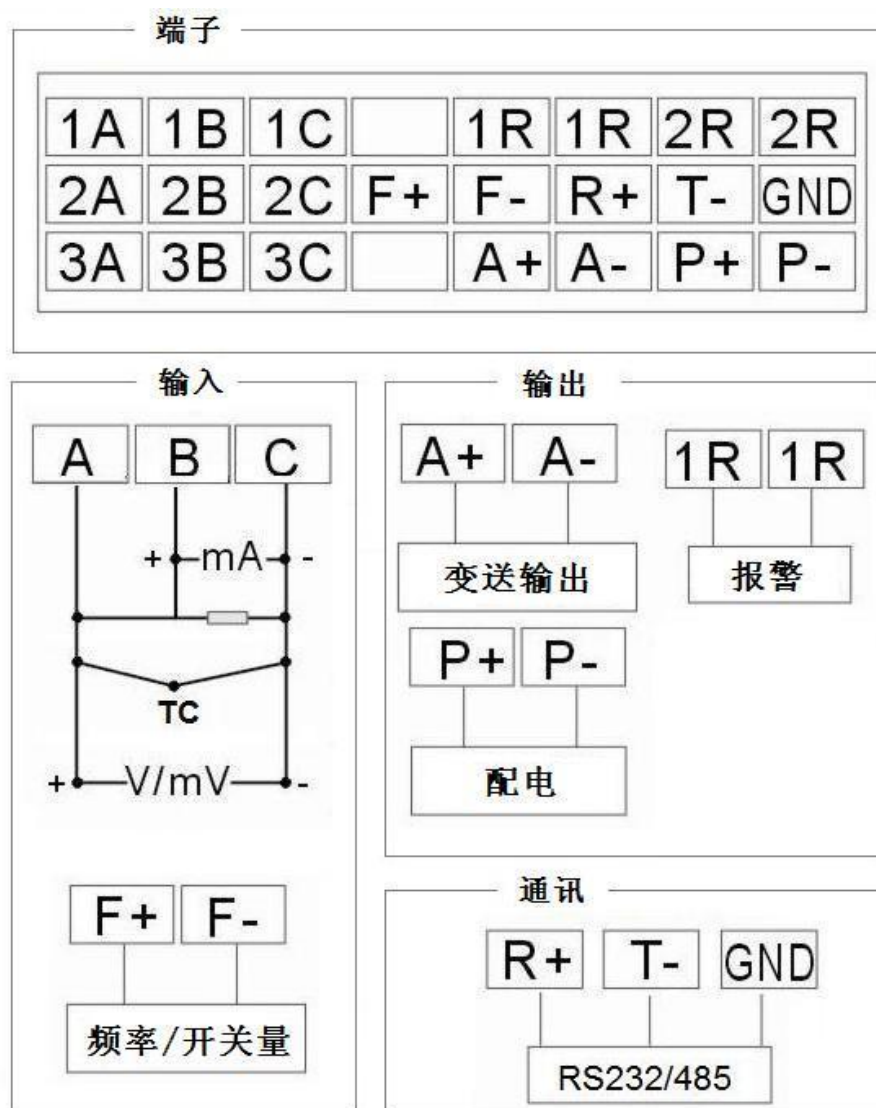 端子
1A 1B 1C 1R 1R 2R 2R
2A 2B 2C F+ F- R+ T- GND
3A 3B 3C A+ A- P+ P-
输入
A B C
+ mA -
TC
+ V/mV -
F+ F-
频率/开关量
输出
A+ A- 1R 1R
变送输出 报警
P+ P-
配电
通讯
R+ T- GND
RS232/485